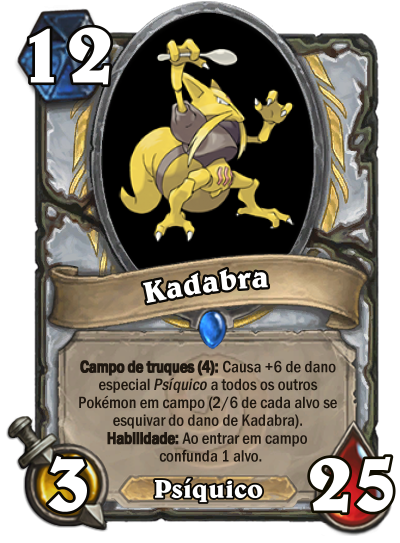 12
Kadabra
Campo de truques (4): Causa +6 de dano
especial Psíquico a todos os outros
Pokémon em campo (2/6 de cada alvo se
esquivar do dano de Kadabra).
Habilidade: Ao entrar em campo
confunda 1 alvo.
3
Psíquico
25